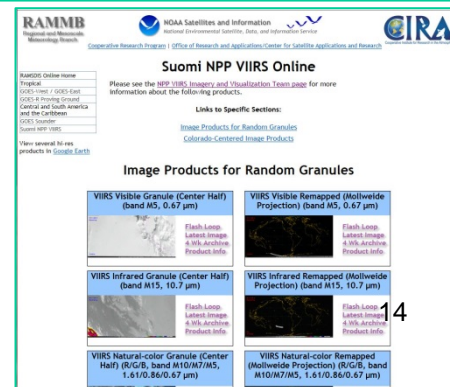 RAMMB
Regional and Mesoscale
Meteorology Branch
NOAA Satellites and Information
National Environmental Satellite, Data, and Information Service
CIRA
Cooperative Research Program | Office of Research and Applications/Center for Satellite Applications and Research
Suomi NPP VIIRS Online
RAMSDIS Online Home
Tropical
GOES-West / GOES-East
GOES-R Proving Ground
Central and South America
and the Caribbean
GOES Sounder
Suomi NPP VIIRS
View several hi-res
products in Google Earth
Please see the NPP VIIRS Imagery and Visualization Team page for more
information about the following products.
Links to Specific Sections:
Image Products for Random Granules
Colorado-Centered Image Products
Image Products for Random Granules
VIIRS Visible Granule (Center Half)
(band M5, 0.67 μm)
Flash Loop
Latest Image
4 Wk Archive
Product Info
VIIRS Visible Remapped (Mollweide
Projection) (band M5, 0.67 μm)
Flash Loop
Latest Image
4 Wk Archive
Product Info
VIIRS Infrared Granule (Center Half)
(band M15, 10.7 μm)
Flash Loop
Latest Image
4 Wk Archive
Product Info
VIIRS Infrared Remapped (Mollweide
Projection) (band M15, 10.7 μm)
Flash Loop
Latest Image
4 Wk Archive
Product Info
14
VIIRS Natural-color Granule (Center
Half) (R/G/B, band M10/M7/M5,
1.61/0.86/0.67 μm)
VIIRS Natural-color Remapped
(Mollweide Projection) (R/G/B, band
M10/M7/M5, 1.61/0.86/0.67 μm)